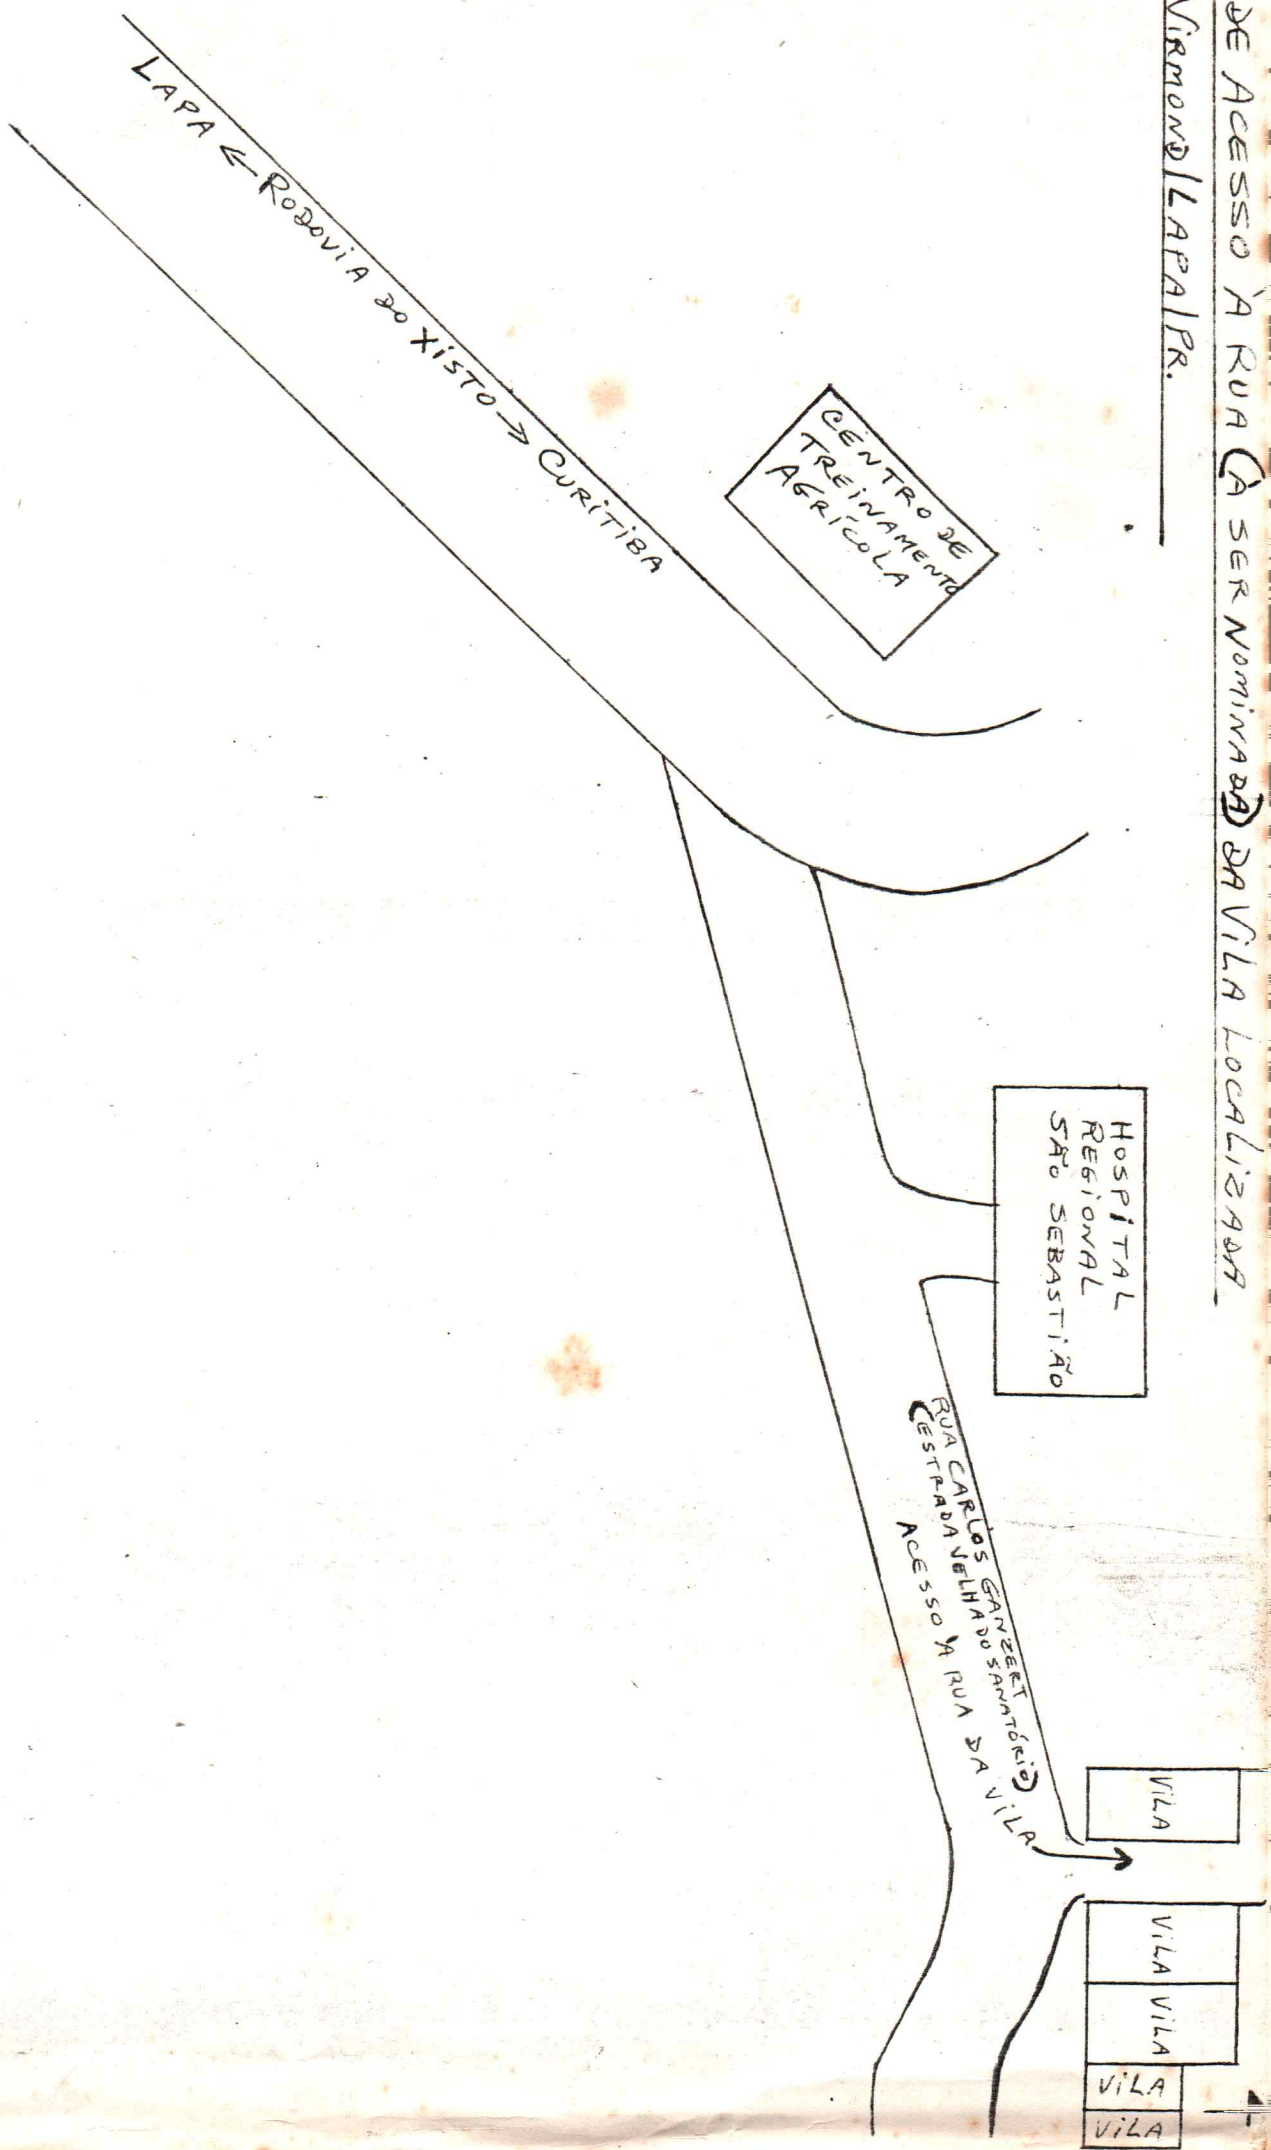 DE ACESSO À RUA (À SER NOMINADA) DA VILA LOCALIZADA
VIRMOND/LAPA/PR.
CENTRO DE
TREINAMENTO
AGRÍCOLA
LAPA ← RODOVIA DO XISTO → CURITIBA
HOSPITAL
REGIONAL
SÃO SEBASTIÃO
RUA CARLOS GANZERT
(ESTRADA VELHA DO SANATÓRIO)
ACESSO À RUA DA VILA
VILA
VILA
VILA
VILA
VILA